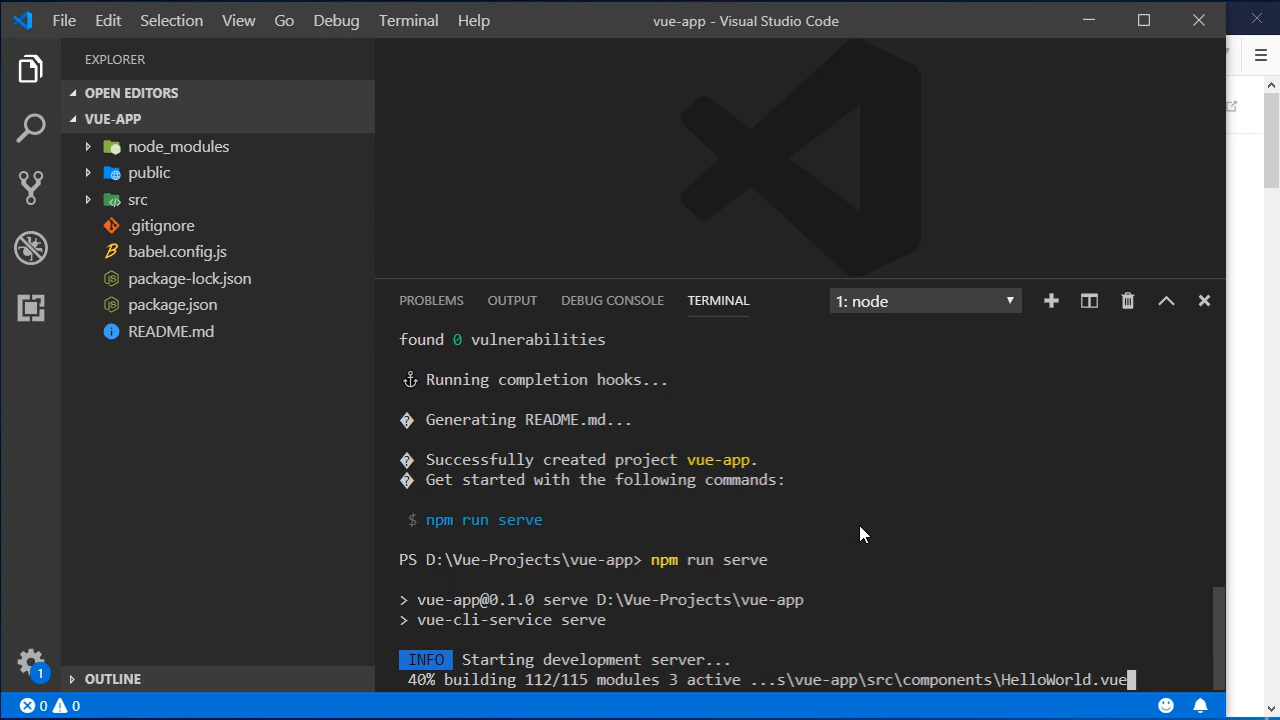 File Edit Selection View Go Debug Terminal Help
vue-app - Visual Studio Code
EXPLORER
OPEN EDITORS
VUE-APP
node_modules
public
src
.gitignore
babel.config.js
package-lock.json
package.json
README.md
OUTLINE
PROBLEMS OUTPUT DEBUG CONSOLE TERMINAL
1: node
found 0 vulnerabilities
⚓ Running completion hooks...
� Generating README.md...
� Successfully created project vue-app.
� Get started with the following commands:
$ npm run serve
PS D:\Vue-Projects\vue-app> npm run serve
> vue-app@0.1.0 serve D:\Vue-Projects\vue-app
> vue-cli-service serve
INFO Starting development server...
40% building 112/115 modules 3 active ...s\vue-app\src\components\HelloWorld.vue
1
0 0